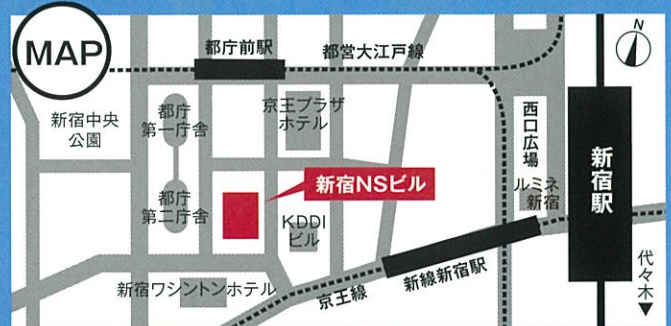 MAP
都庁前駅
都営大江戸線
N
新宿中央
公園
都庁
第一庁舎
京王プラザ
ホテル
西口広場
新宿駅
新宿NSビル
ルミネ
新宿
都庁
第二庁舎
KDDI
ビル
新線新宿駅
京王線
新宿ワシントンホテル
代々木▼